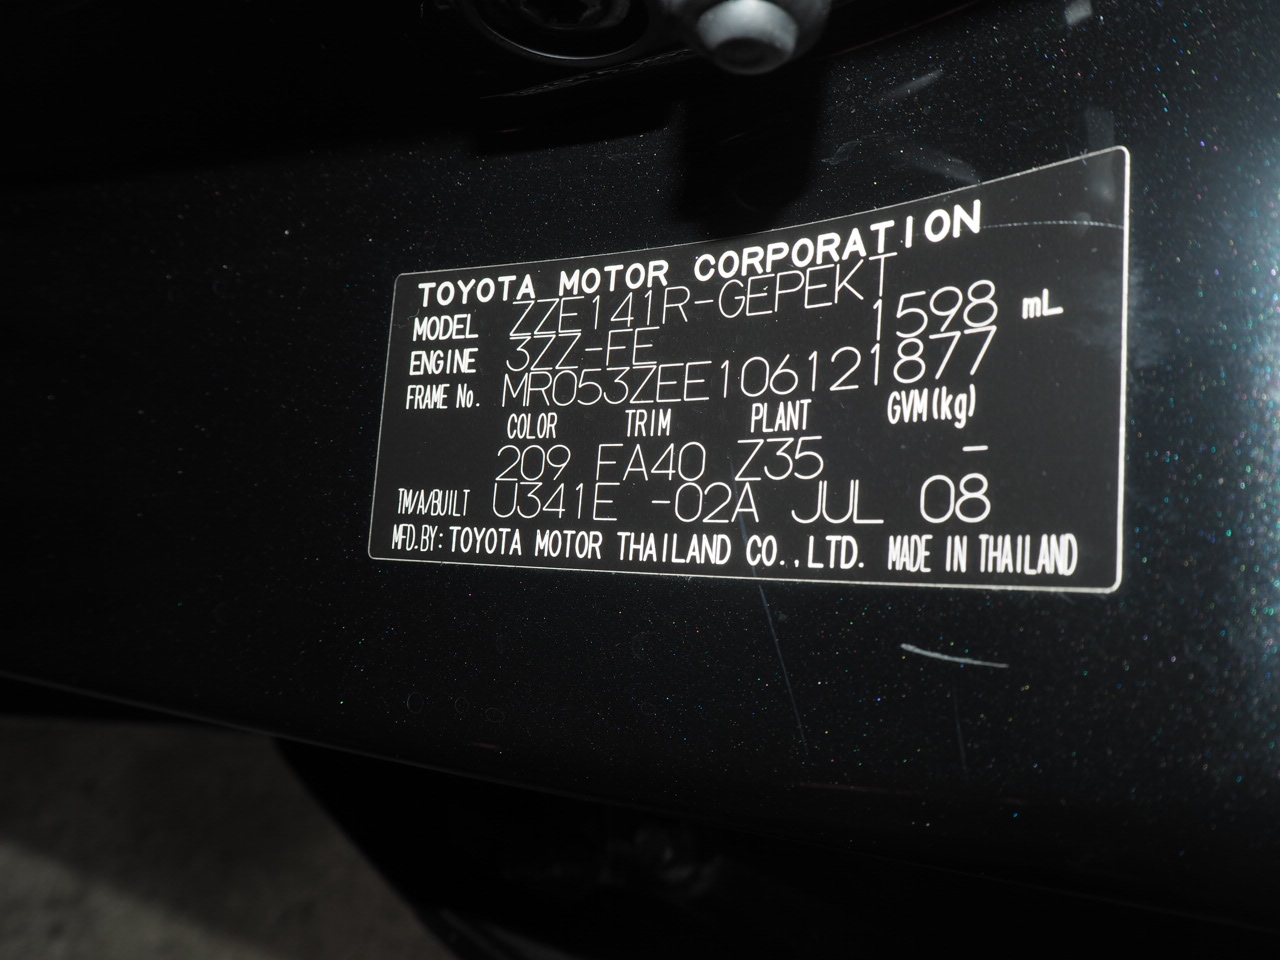 TOYOTA MOTOR CORPORATION
MODEL ZZE141R-GEPEKT
ENGINE 3ZZ-FE 1598 mL
FRAME No. MR053ZEE106121877
COLOR TRIM PLANT GVM(kg)
209 FA40 Z35 –
TM/A/BUILT U341E -02A JUL 08
MFD.BY: TOYOTA MOTOR THAILAND CO.,LTD. MADE IN THAILAND